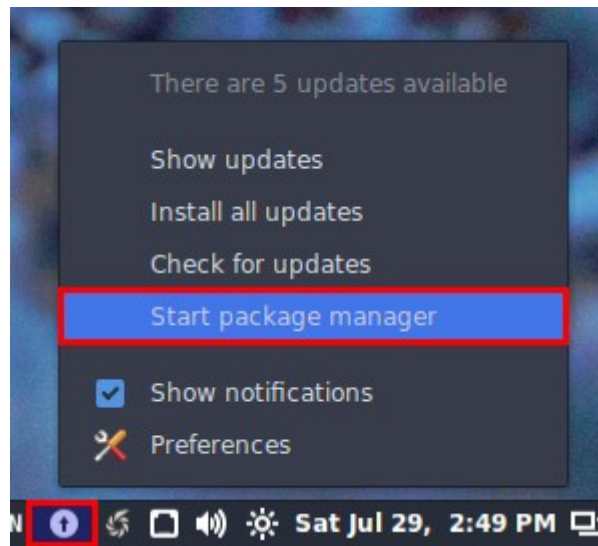 There are 5 updates available
Show updates
Install all updates
Check for updates
Start package manager
Show notifications
Preferences
N Sat Jul 29, 2:49 PM